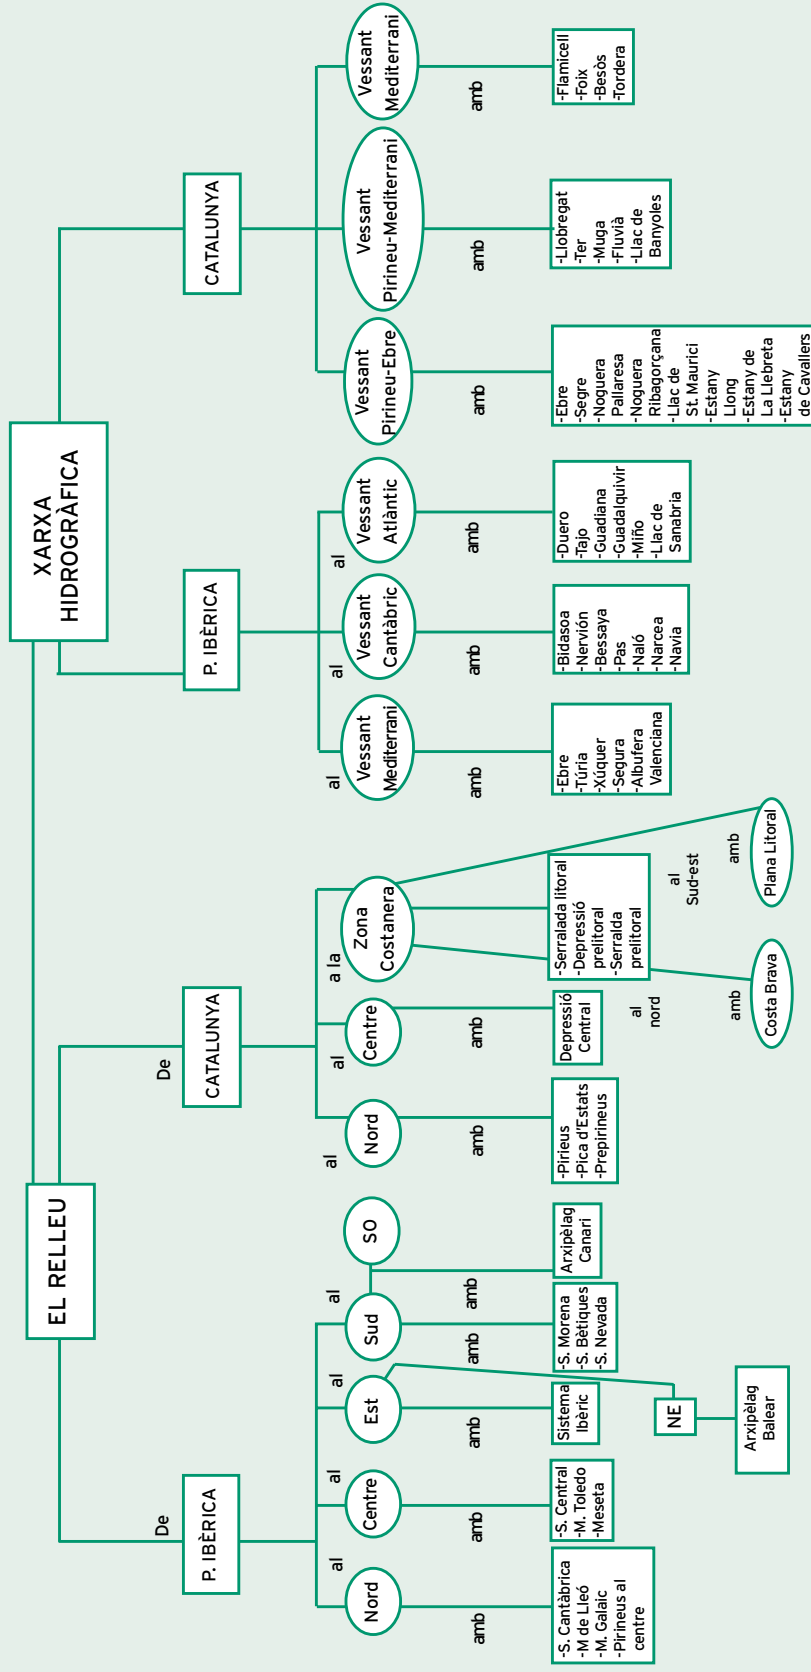 EL RELLEU
XARXA
HIDROGRÀFICA
De
P. IBÈRICA
De
CATALUNYA
P. IBÈRICA
CATALUNYA
al
Nord
amb
-S. Cantàbrica
-M de Lleó
-M. Galaic
-Pirineus al
centre
al
Centre
amb
-S. Central
-M. Toledo
-Meseta
al
Est
amb
Sistema
Ibèric
NE
Arxipèlag
Balear
al
Sud
amb
-S. Morena
-S. Bètiques
-S. Nevada
SO
amb
Arxipèlag
Canari
al
Nord
amb
-Pirieus
-Pica d'Estats
-Prepirineus
al
Centre
amb
Depressió
Central
a la
Zona
Costanera
-Serralada litoral
-Depressió
prelitoral
-Serralda
prelitoral
al
nord
amb
Costa Brava
al
Sud-est
amb
Plana Litoral
al
Vessant
Mediterrani
amb
-Ebre
-Túria
-Xúquer
-Segura
-Albufera
Valenciana
al
Vessant
Cantàbric
amb
-Bidasoa
-Nervión
-Bessaya
-Pas
-Naló
-Narcea
-Navia
al
Vessant
Atlàntic
amb
-Duero
-Tajo
-Guadiana
-Guadalquivir
-Miño
-Llac de
Sanabria
Vessant
Pirineu-Ebre
amb
-Ebre
-Segre
-Noguera
Pallaresa
-Noguera
Ribagorçana
-Llac de
St. Maurici
-Estany
Llong
-Estany de
La Llebreta
-Estany
de Cavallers
Vessant
Pirineu-Mediterrani
amb
-Llobregat
-Ter
-Muga
-Fluvià
-Llac de
Banyoles
Vessant
Mediterrani
amb
-Flamicell
-Foix
-Besòs
-Tordera